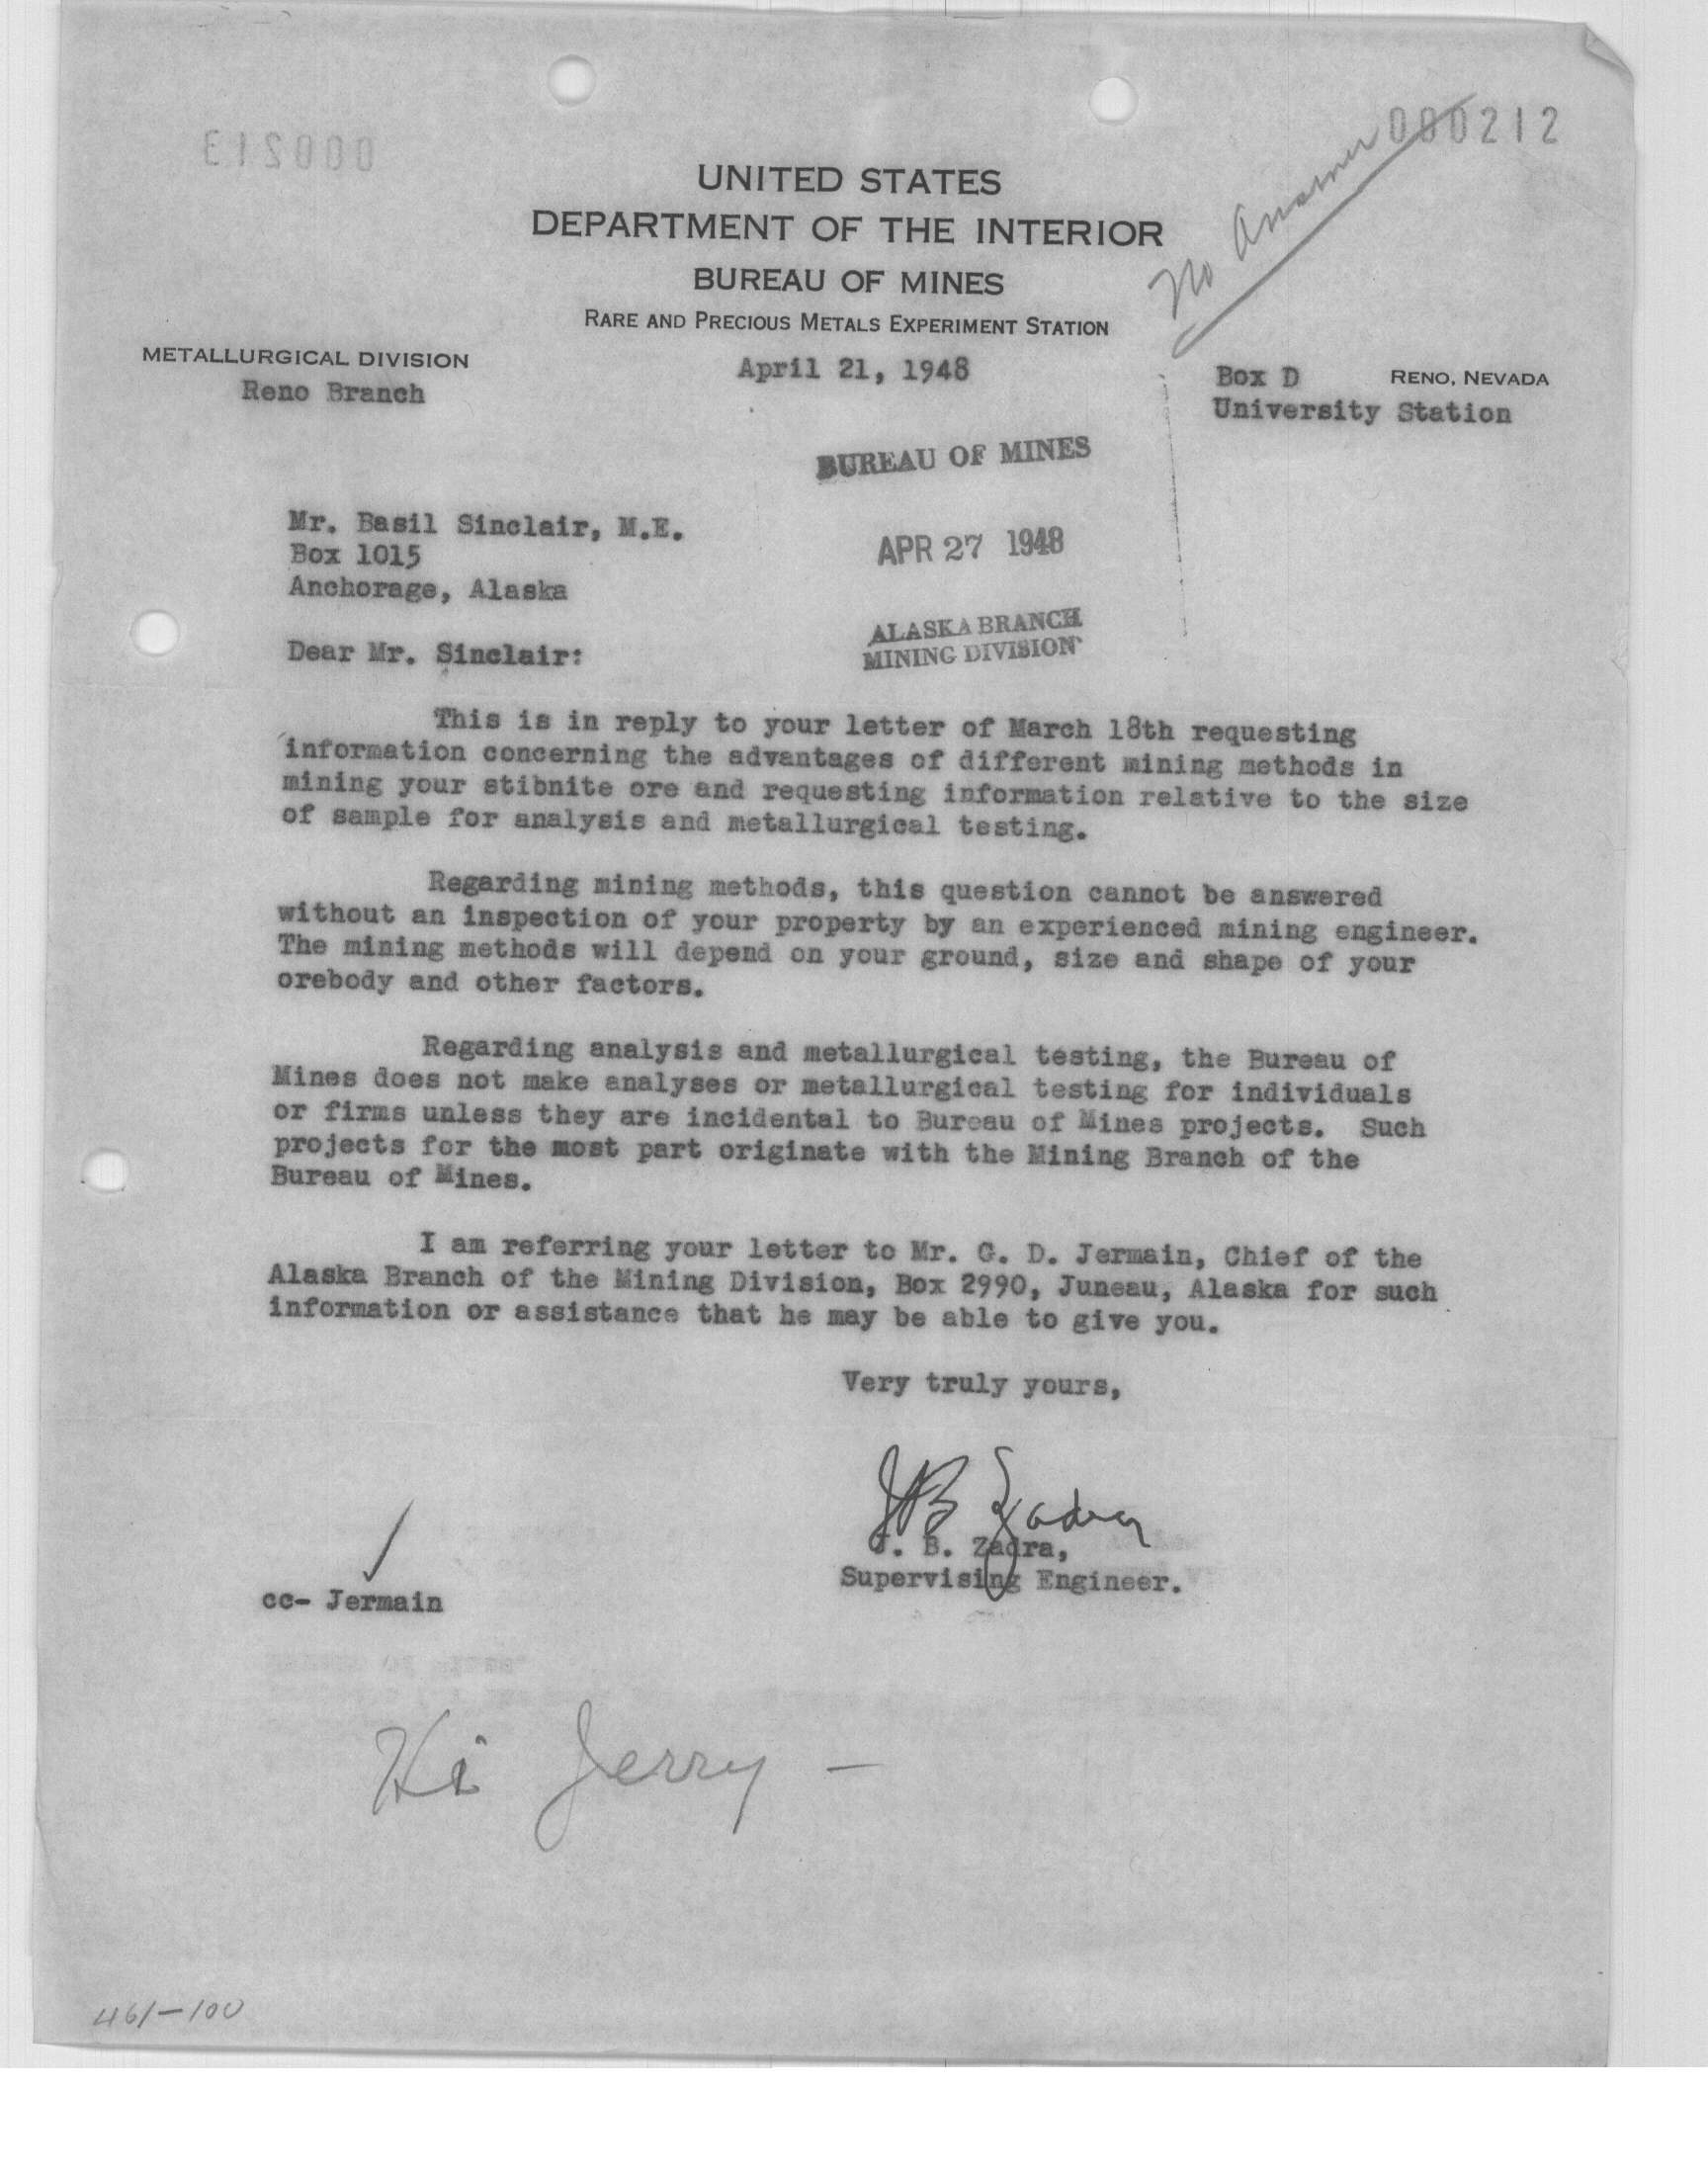 000213
000212
No Answer
UNITED STATES
DEPARTMENT OF THE INTERIOR
BUREAU OF MINES
RARE AND PRECIOUS METALS EXPERIMENT STATION
METALLURGICAL DIVISION
Reno Branch
April 21, 1948
Box D RENO, NEVADA
University Station
BUREAU OF MINES
APR 27 1948
ALASKA BRANCH
MINING DIVISION
Mr. Basil Sinclair, M.E.
Box 1015
Anchorage, Alaska
Dear Mr. Sinclair:
This is in reply to your letter of March 18th requesting
information concerning the advantages of different mining methods in
mining your stibnite ore and requesting information relative to the size
of sample for analysis and metallurgical testing.
Regarding mining methods, this question cannot be answered
without an inspection of your property by an experienced mining engineer.
The mining methods will depend on your ground, size and shape of your
orebody and other factors.
Regarding analysis and metallurgical testing, the Bureau of
Mines does not make analyses or metallurgical testing for individuals
or firms unless they are incidental to Bureau of Mines projects. Such
projects for the most part originate with the Mining Branch of the
Bureau of Mines.
I am referring your letter to Mr. G. D. Jermain, Chief of the
Alaska Branch of the Mining Division, Box 2990, Juneau, Alaska for such
information or assistance that he may be able to give you.
Very truly yours,
JB Zadra
J. B. Zadra,
Supervising Engineer.
cc- Jermain
Hi Jerry -
461-100